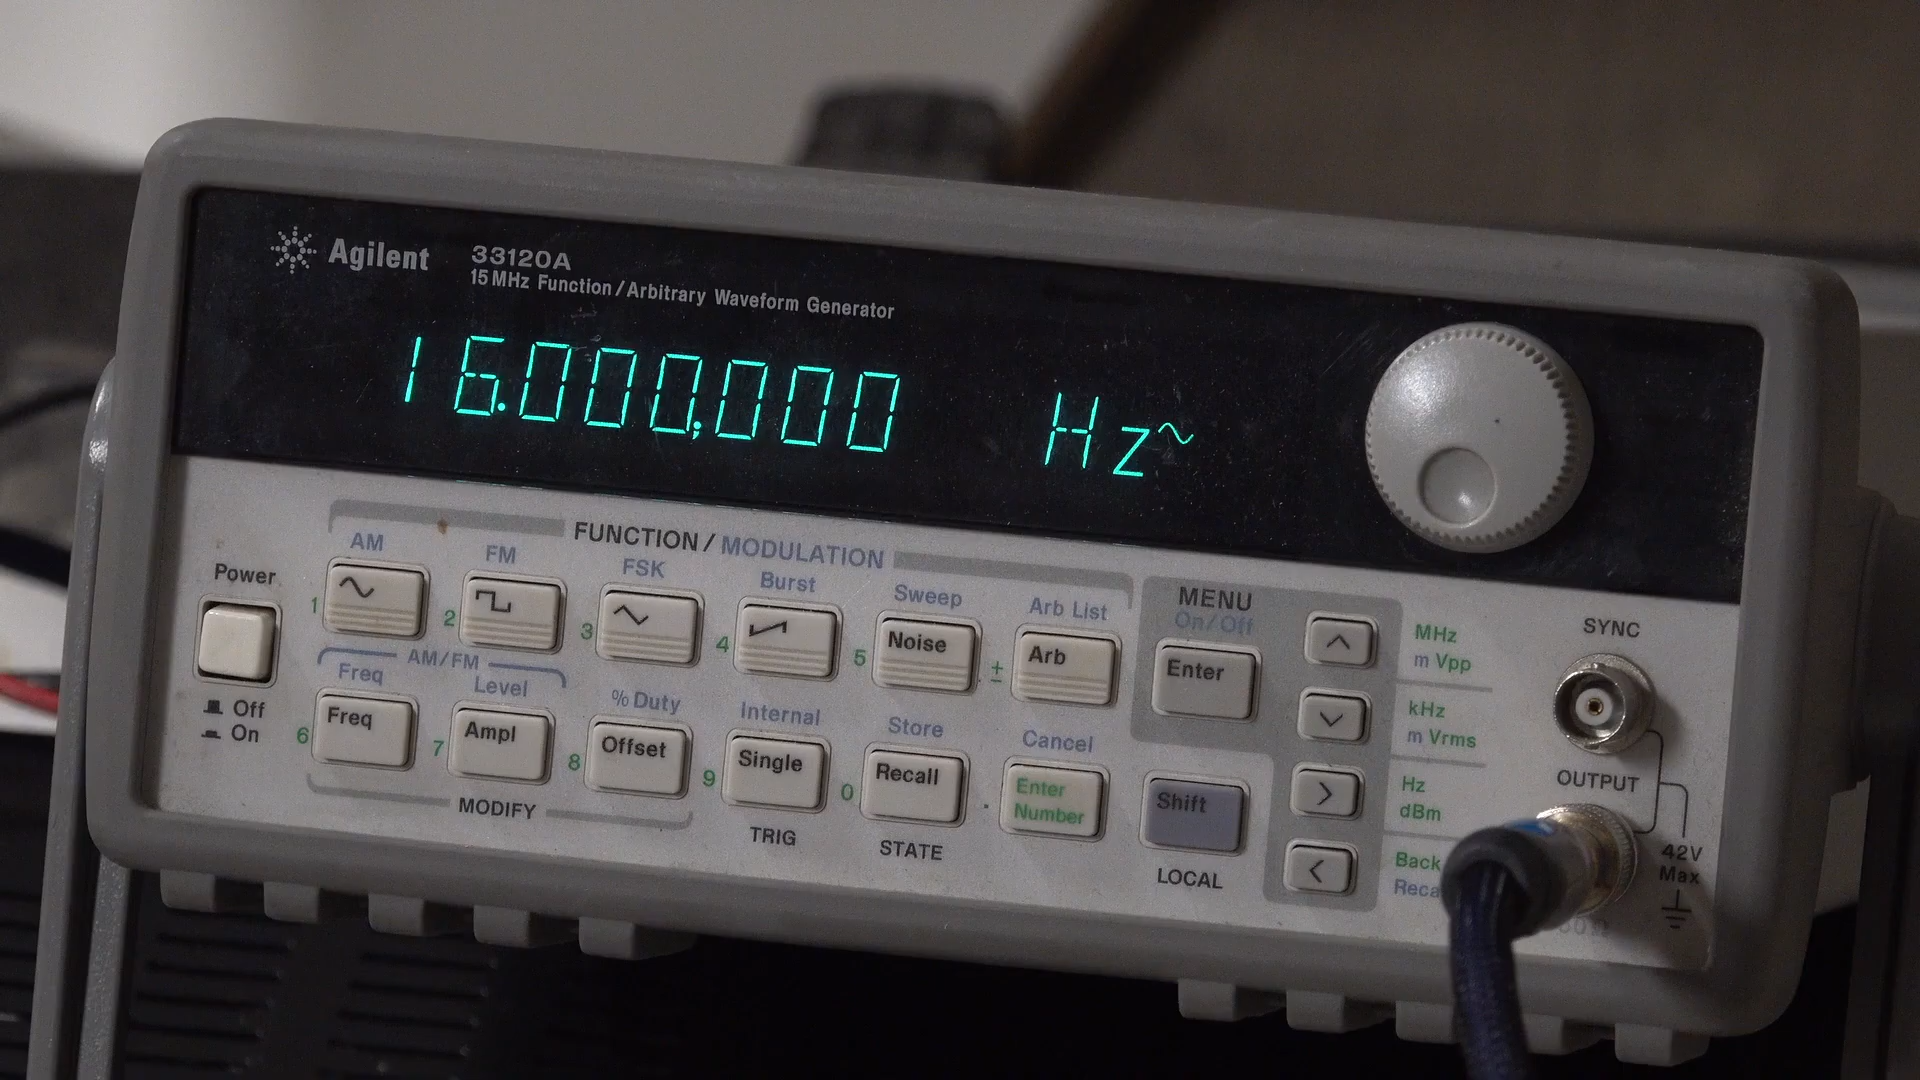 Agilent 33120A
15 MHz Function / Arbitrary Waveform Generator
16.000,000 Hz~
FUNCTION / MODULATION
AM FM FSK Burst Sweep Arb List
Power
1 2 3 4 5 Noise ± Arb
MENU
On/Off
Enter
MHz
m Vpp
kHz
m Vrms
Hz
dBm
Back
SYNC
OUTPUT
42V
Max
AM/FM
Freq Level % Duty Internal Store Cancel
Off
On
6 Freq 7 Ampl 8 Offset 9 Single 0 Recall . Enter Number
Shift
MODIFY TRIG STATE LOCAL